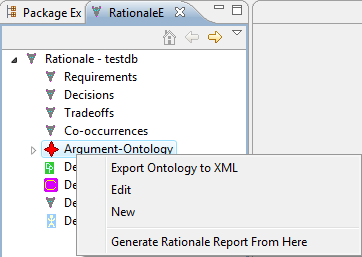 Package Ex RationaleE
Rationale - testdb
Requirements
Decisions
Tradeoffs
Co-occurrences
Argument-Ontology
Export Ontology to XML
De
Edit
De
New
De
De
Generate Rationale Report From Here